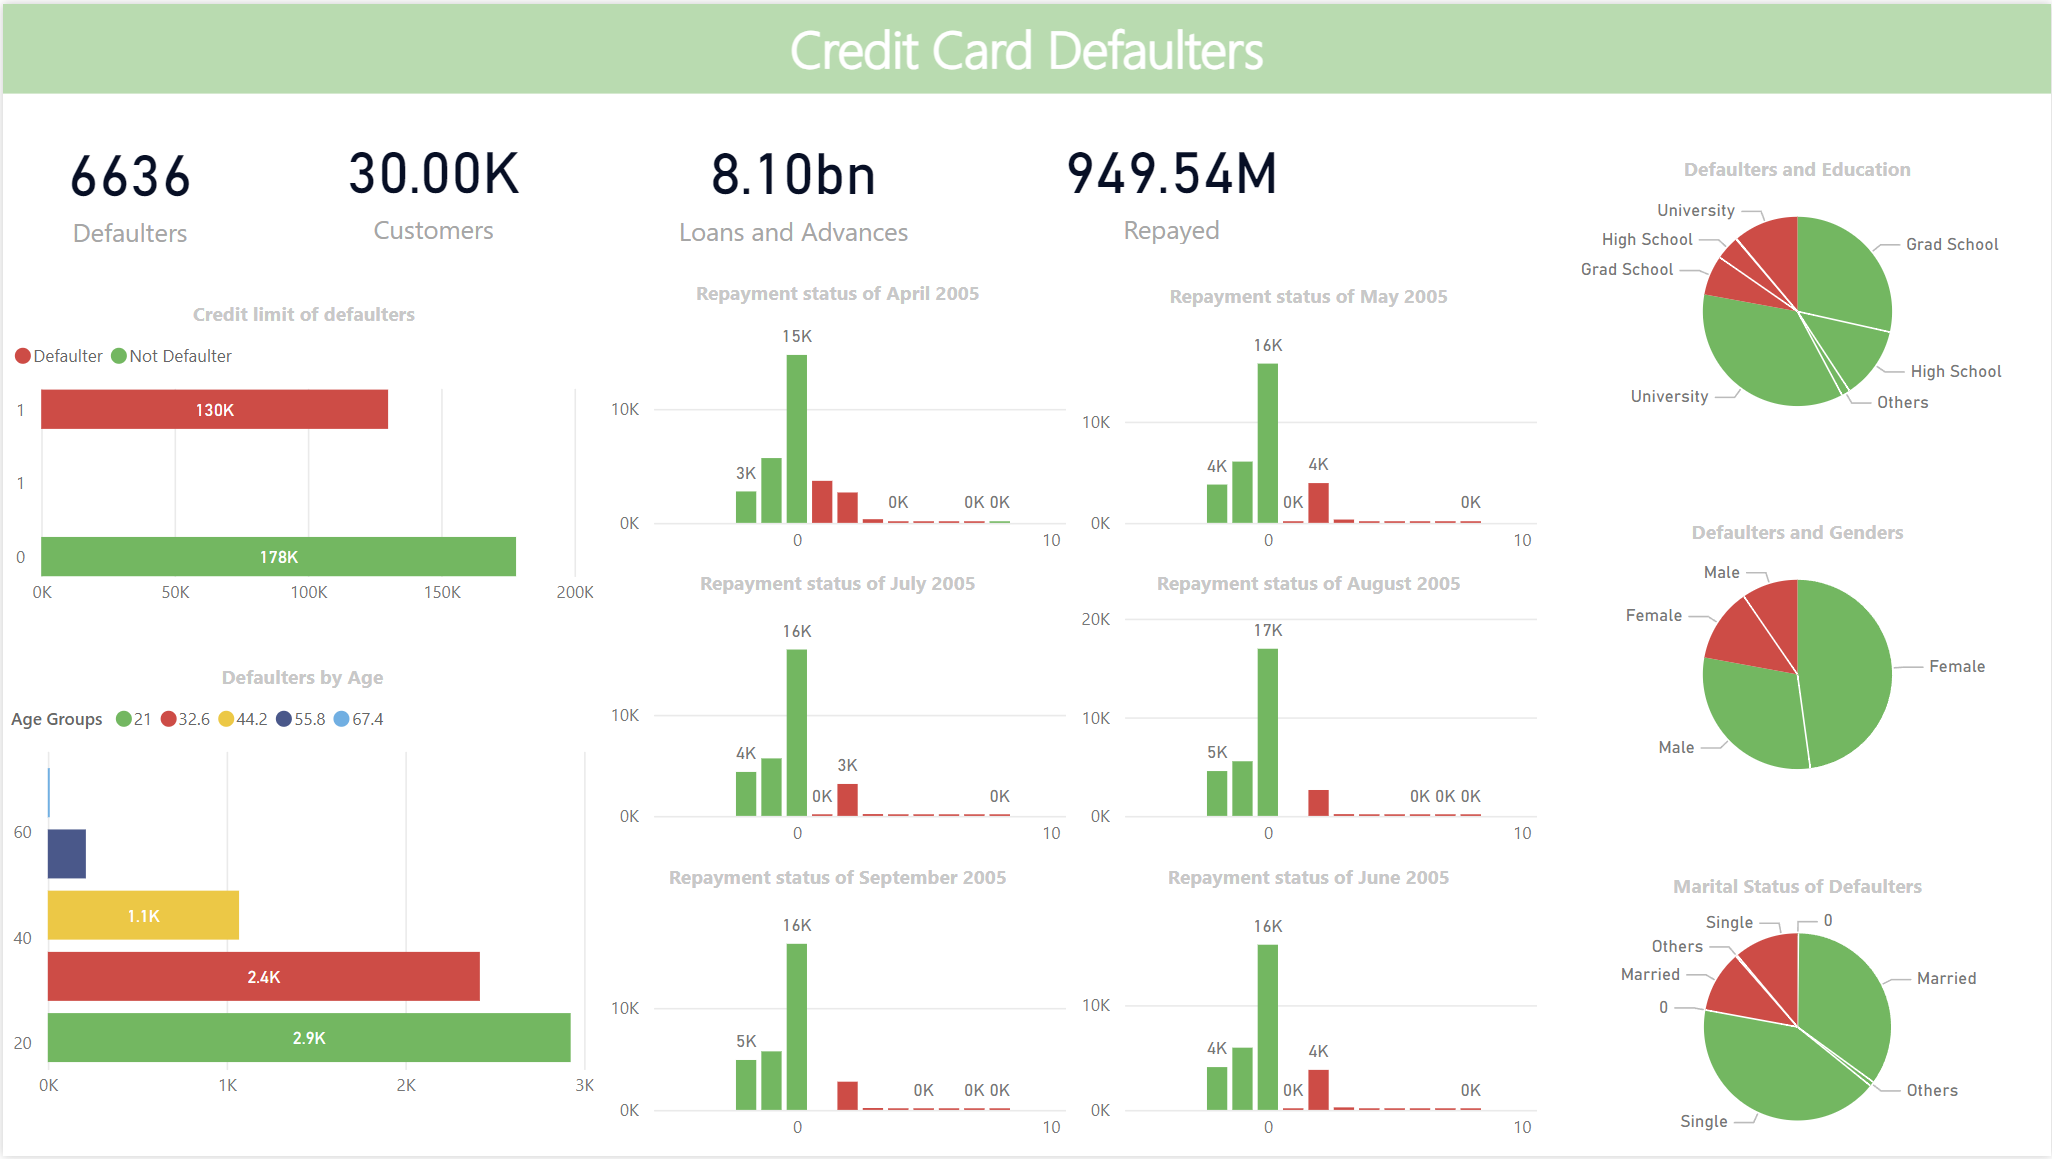 Credit Card Defaulters
6636
Defaulters
30.00K
Customers
8.10bn
Loans and Advances
949.54M
Repayed
Credit limit of defaulters
Defaulter Not Defaulter
1
130K
1
0
178K
0K 50K 100K 150K 200K
Defaulters by Age
Age Groups 21 32.6 44.2 55.8 67.4
60
1.1K
40
2.4K
2.9K
20
0K 1K 2K 3K
Repayment status of April 2005
15K
10K
3K
0K 0K 0K
0K
0 10
Repayment status of May 2005
16K
10K
4K 4K
0K 0K
0K
0 10
Repayment status of July 2005
16K
10K
4K 3K
0K 0K
0K
0 10
Repayment status of August 2005
20K
17K
10K
5K
0K 0K 0K
0K
0 10
Repayment status of September 2005
16K
10K
5K
0K 0K 0K
0K
0 10
Repayment status of June 2005
16K
10K
4K 4K
0K 0K
0K
0 10
Defaulters and Education
University
High School
Grad School
Grad School
High School
University
Others
Defaulters and Genders
Male
Female
Female
Male
Marital Status of Defaulters
Single 0
Others
Married
Married
0
Others
Single